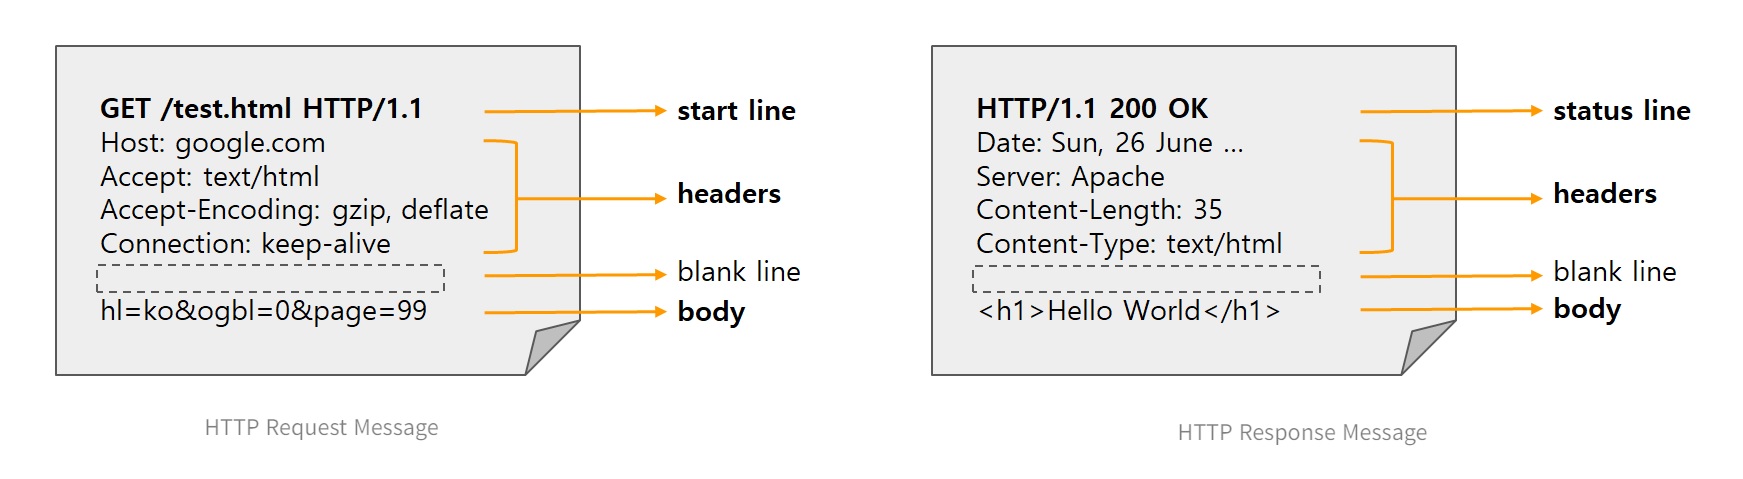 GET /test.html HTTP/1.1
Host: google.com
Accept: text/html
Accept-Encoding: gzip, deflate
Connection: keep-alive
hl=ko&ogbl=0&page=99
start line
headers
blank line
body
HTTP Request Message
HTTP/1.1 200 OK
Date: Sun, 26 June ...
Server: Apache
Content-Length: 35
Content-Type: text/html
<h1>Hello World</h1>
status line
headers
blank line
body
HTTP Response Message